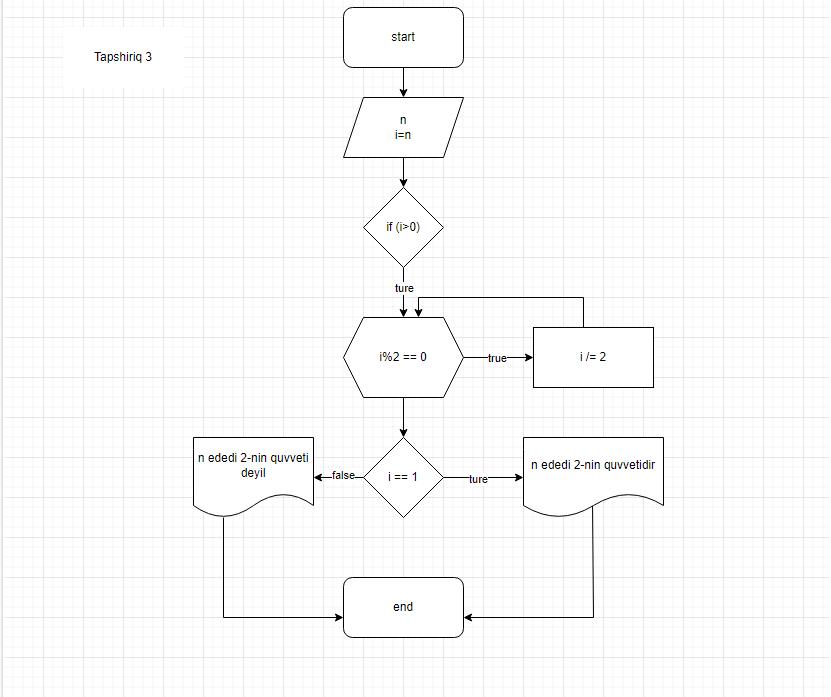 Tapshiriq 3
start
n
i=n
if (i>0)
ture
i%2 == 0
true
i /= 2
n ededi 2-nin quvveti
deyil
false
i == 1
ture
n ededi 2-nin quvvetidir
end